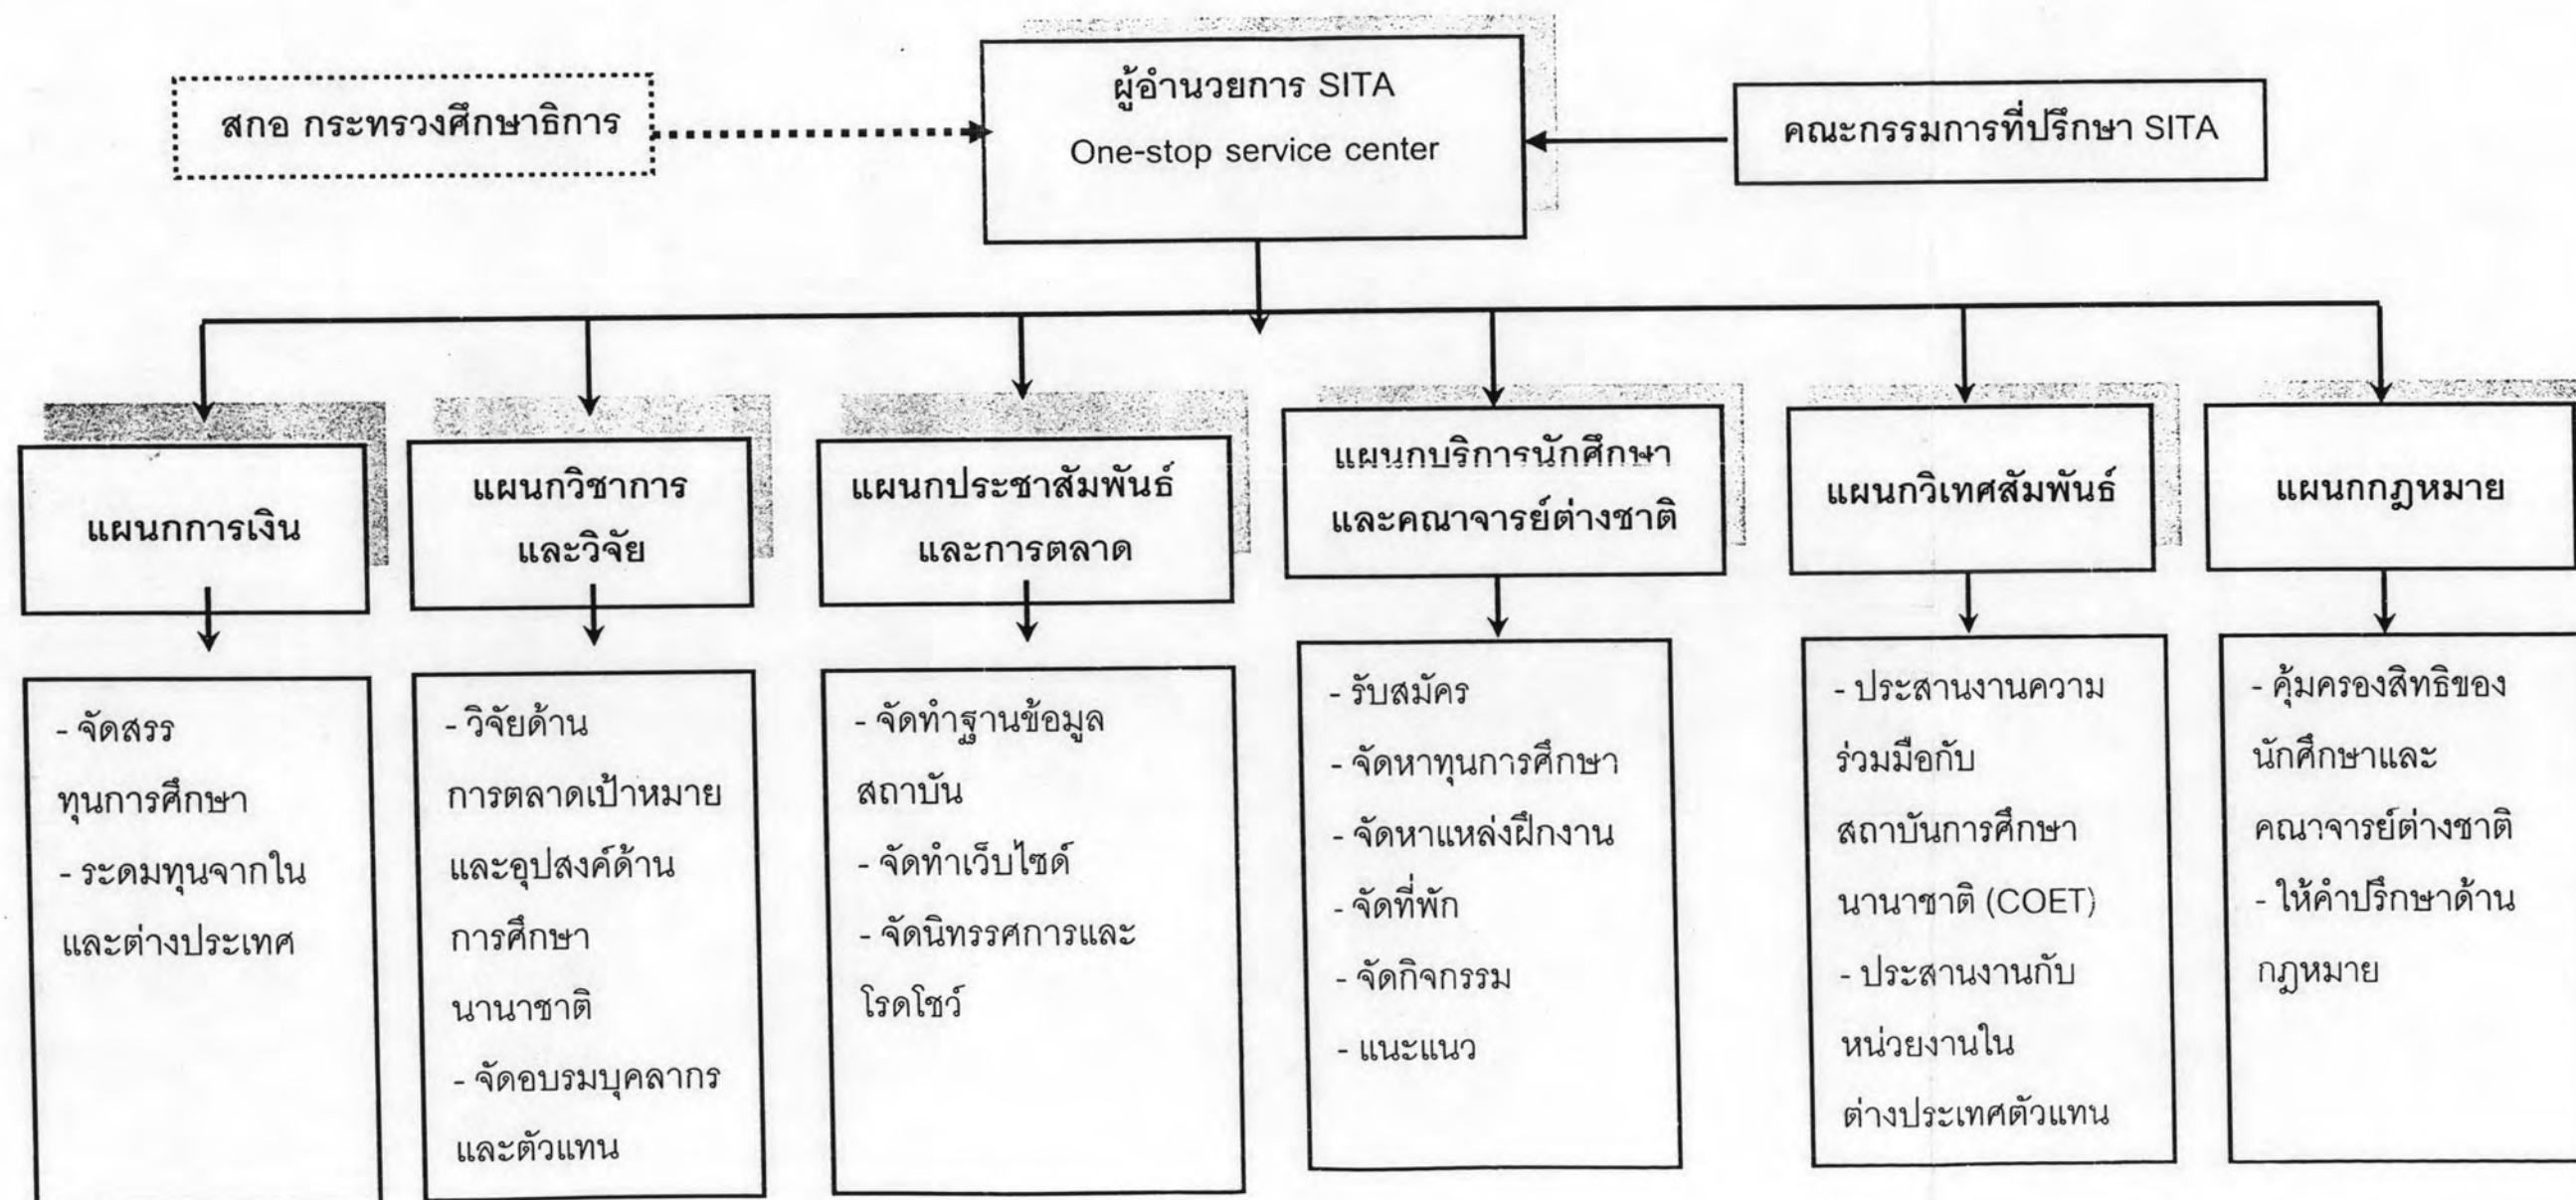 สกอ กระทรวงศึกษาธิการ
ผู้อำนวยการ SITA
One-stop service center
คณะกรรมการที่ปรึกษา SITA
แผนกการเงิน
แผนกวิชาการ
และวิจัย
แผนกประชาสัมพันธ์
และการตลาด
แผนกบริการนักศึกษา
และคณาจารย์ต่างชาติ
แผนกวิเทศสัมพันธ์
แผนกกฎหมาย
- จัดสรร
ทุนการศึกษา
- ระดมทุนจากใน
และต่างประเทศ
- วิจัยด้าน
การตลาดเป้าหมาย
และอุปสงค์ด้าน
การศึกษา
นานาชาติ
- จัดอบรมบุคลากร
และตัวแทน
- จัดทำฐานข้อมูล
สถาบัน
- จัดทำเว็บไซด์
- จัดนิทรรศการและ
โรดโชว์
- รับสมัคร
- จัดหาทุนการศึกษา
- จัดหาแหล่งฝึกงาน
- จัดที่พัก
- จัดกิจกรรม
- แนะแนว
- ประสานงานความ
ร่วมมือกับ
สถาบันการศึกษา
นานาชาติ (COET)
- ประสานงานกับ
หน่วยงานใน
ต่างประเทศตัวแทน
- คุ้มครองสิทธิของ
นักศึกษาและ
คณาจารย์ต่างชาติ
- ให้คำปรึกษาด้าน
กฎหมาย